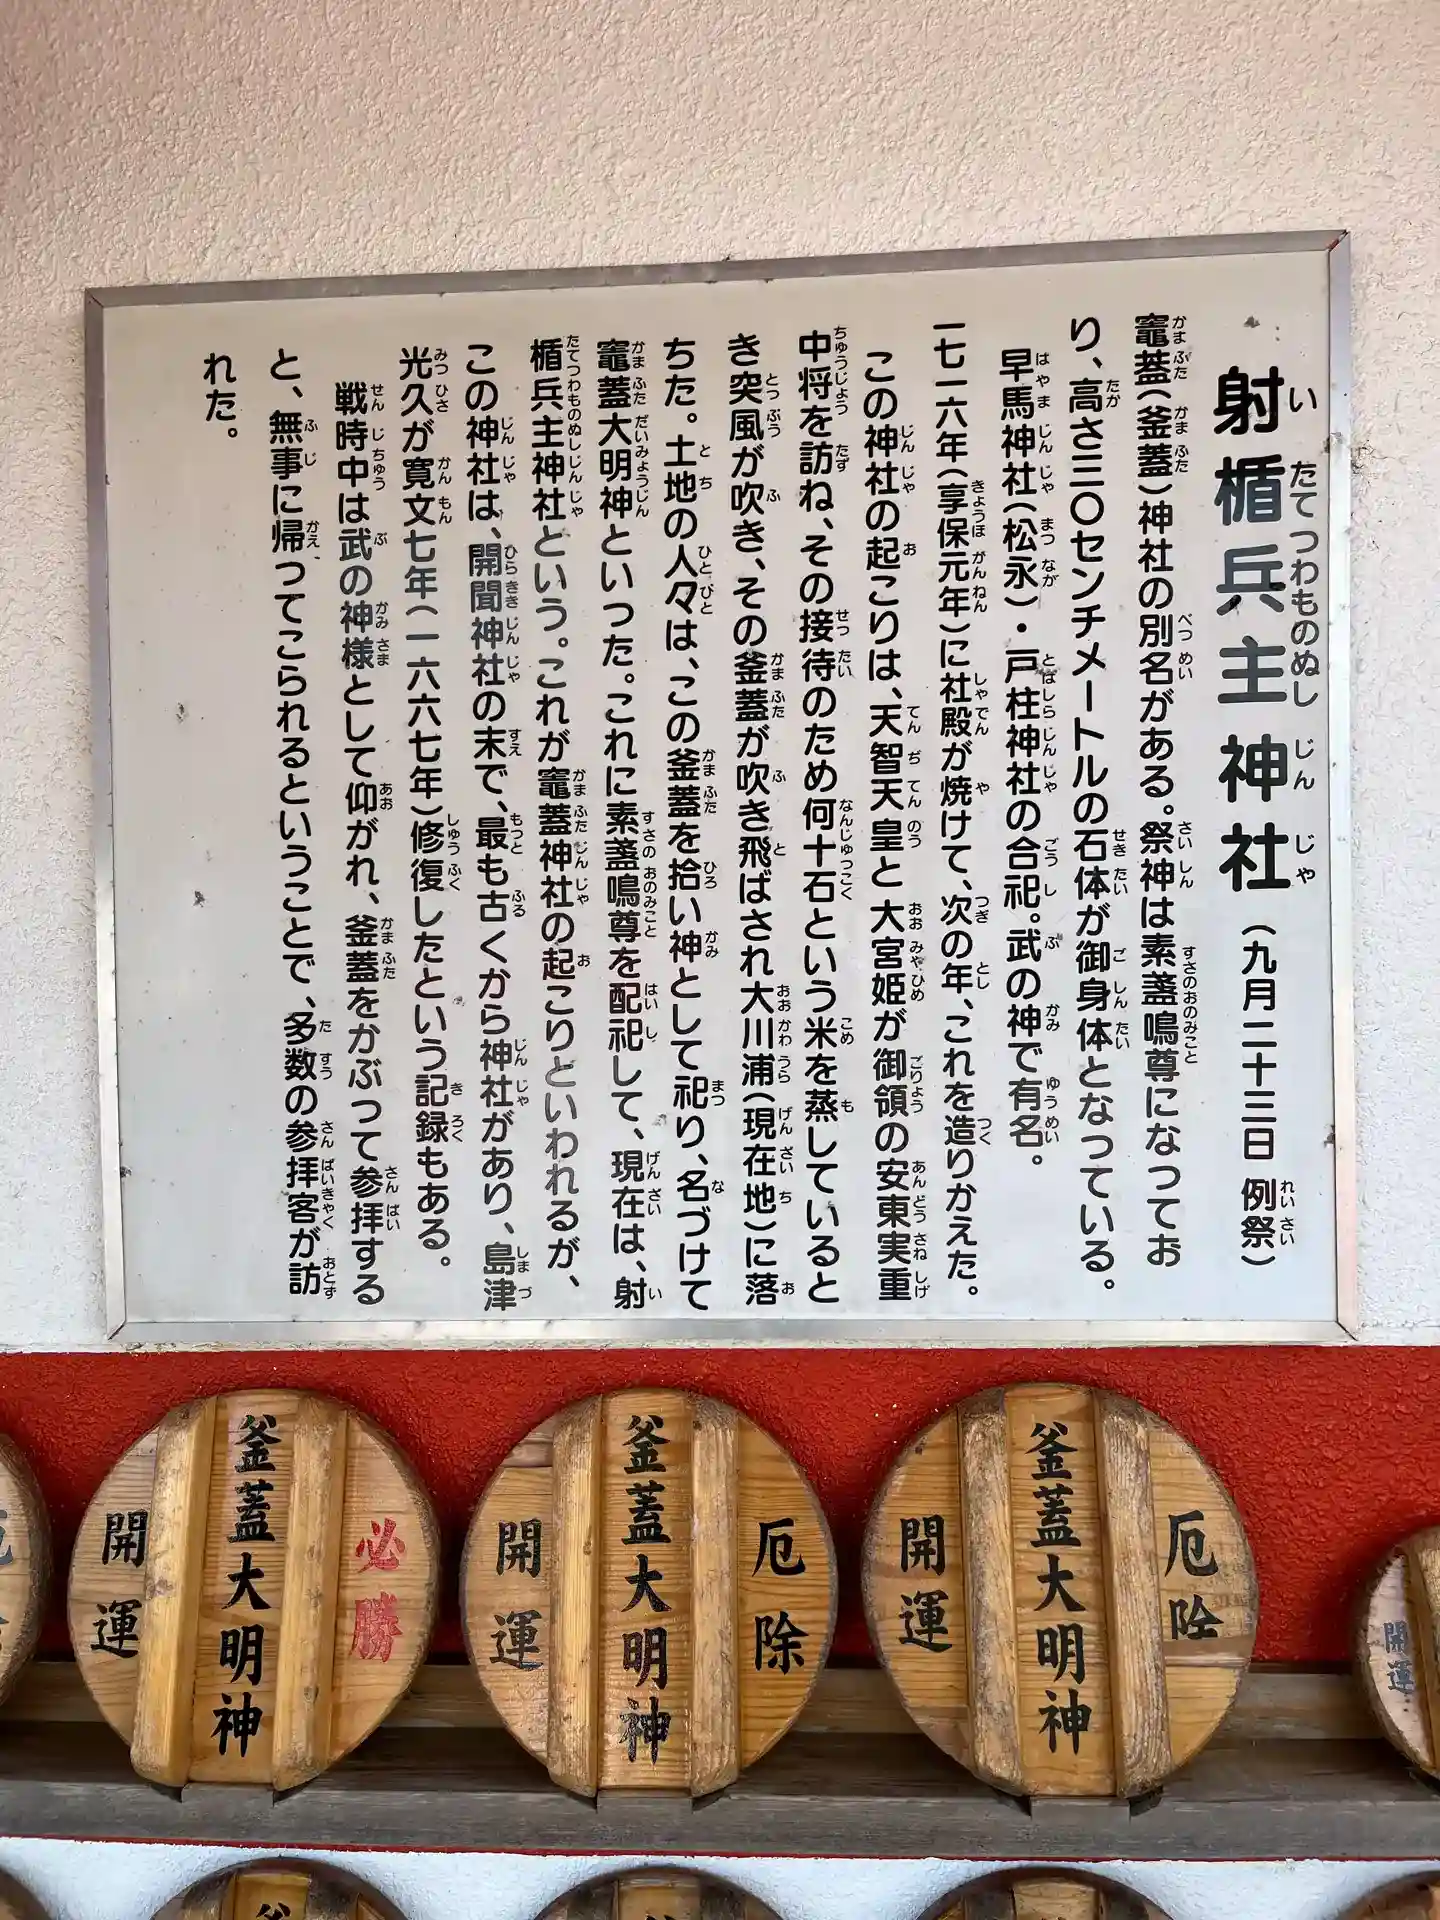 射楯兵主神社（九月二十三日 例祭）
竈蓋（釜蓋）神社の別名がある。祭神は素盞鳴尊になつてお
り、高さ三〇センチメートルの石体が御身体となつている。
早馬神社（松永）・戸柱神社の合祀。武の神で有名。
一七一六年（享保元年）に社殿が焼けて、次の年、これを造りかえた。
この神社の起こりは、天智天皇と大宮姫が御領の安東実重
中将を訪ね、その接待のため何十石という米を蒸していると
き突風が吹き、その釜蓋が吹き飛ばされ大川浦（現在地）に落
ちた。土地の人々は、この釜蓋を拾い神として祀り、名づけて
竈蓋大明神といつた。これに素盞鳴尊を配祀して、現在は、射
楯兵主神社という。これが竈蓋神社の起こりといわれるが、
この神社は、開聞神社の末で、最も古くから神社があり、島津
光久が寛文七年（一六六七年）修復したという記録もある。
戦時中は武の神様として仰がれ、釜蓋をかぶって参拝する
と、無事に帰ってこられるということで、多数の参拝客が訪
れた。
必勝
釜蓋大明神
開運
厄除
釜蓋大明神
開運
厄除
釜蓋大明神
開運
開運